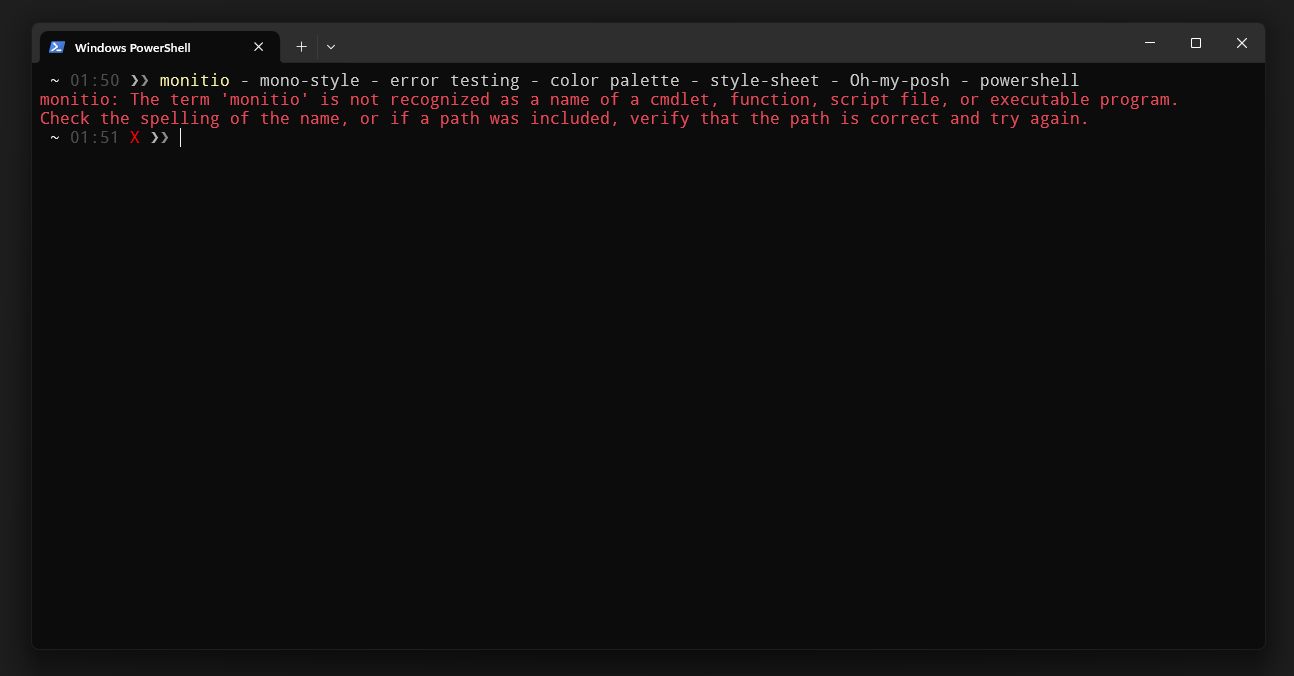 Windows PowerShell
~ 01:50 ❯❯ monitio - mono-style - error testing - color palette - style-sheet - Oh-my-posh - powershell
monitio: The term 'monitio' is not recognized as a name of a cmdlet, function, script file, or executable program.
Check the spelling of the name, or if a path was included, verify that the path is correct and try again.
~ 01:51 X ❯❯